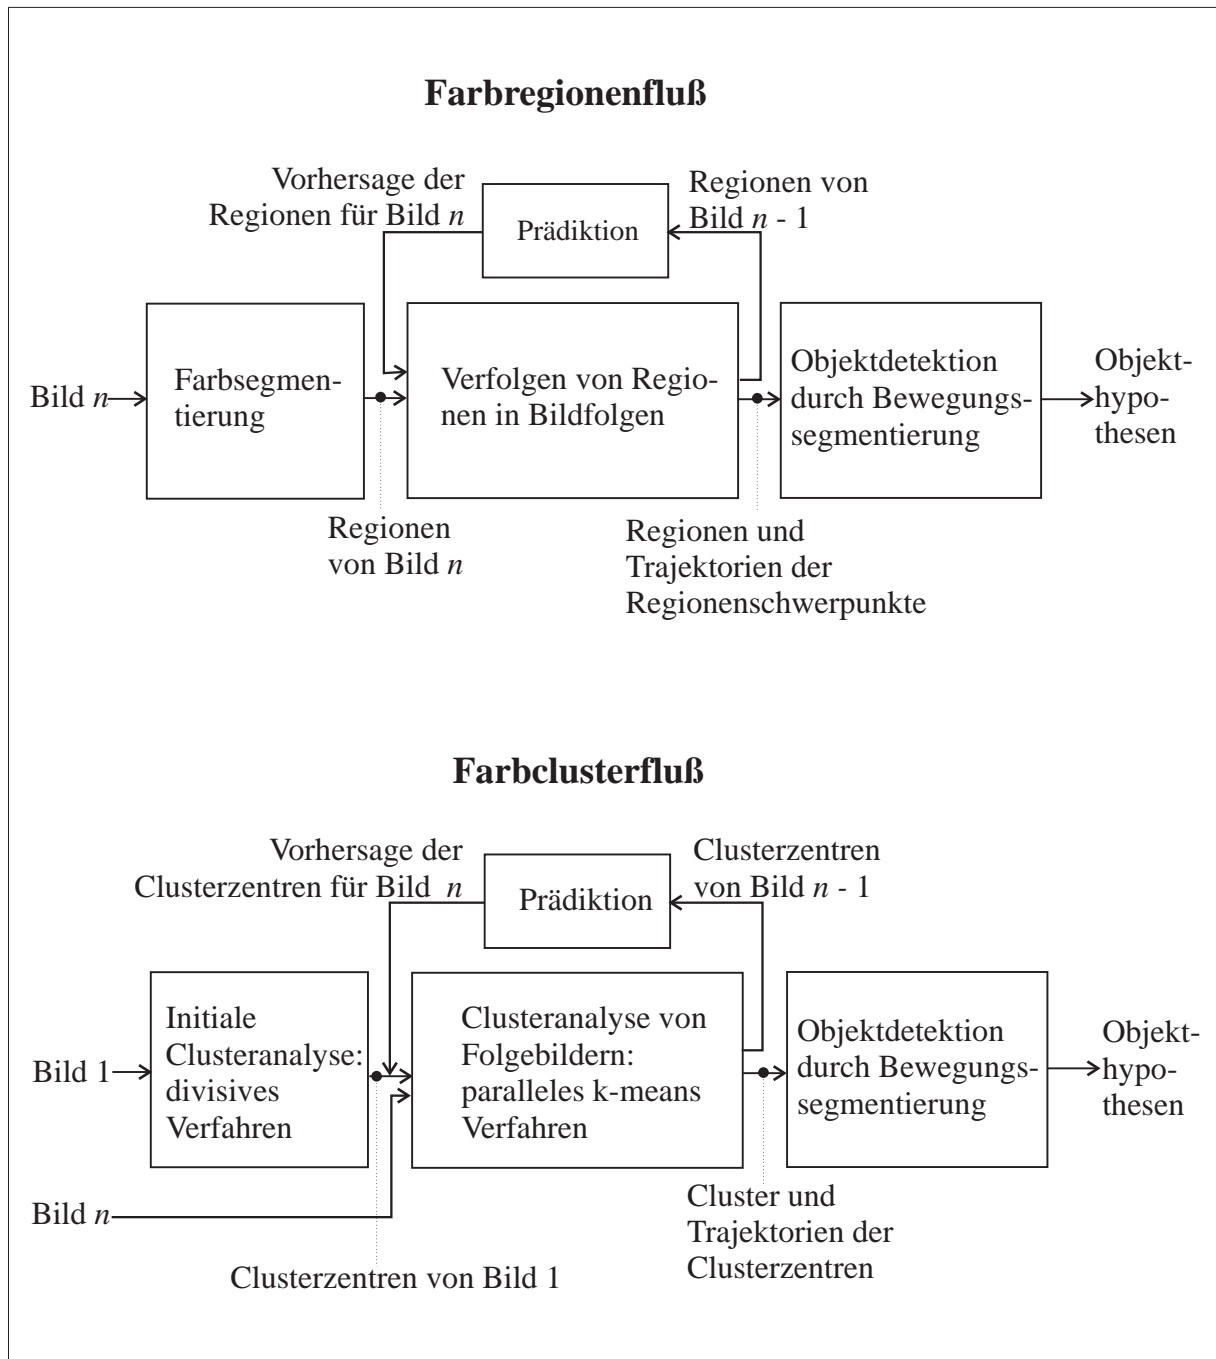 Farbregionenfluß
Vorhersage der
Regionen für Bild n
Prädiktion
Regionen von
Bild n - 1
Bild n
Farbsegmen-
tierung
Verfolgen von Regio-
nen in Bildfolgen
Objektdetektion
durch Bewegungs-
segmentierung
Objekt-
hypo-
thesen
Regionen
von Bild n
Regionen und
Trajektorien der
Regionenschwerpunkte
Farbclusterfluß
Vorhersage der
Clusterzentren für Bild n
Prädiktion
Clusterzentren
von Bild n - 1
Bild 1
Initiale
Clusteranalyse:
divisives
Verfahren
Clusteranalyse von
Folgebildern:
paralleles k-means
Verfahren
Objektdetektion
durch Bewegungs-
segmentierung
Objekt-
hypo-
thesen
Bild n
Clusterzentren von Bild 1
Cluster und
Trajektorien der
Clusterzentren